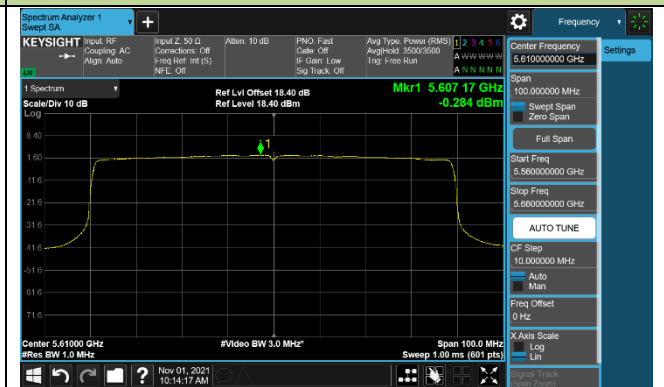 Spectrum Analyzer 1
Swept SA
+
Frequency
KEYSIGHT
Input: RF
Coupling: AC
Align: Auto
LXI
Input Z: 50 Ω
Corrections: Off
Freq Ref: Int (S)
NFE: Off
Atten: 10 dB
PNO: Fast
Gate: Off
IF Gain: Low
Sig Track: Off
Avg Type: Power (RMS)
Avg|Hold: 3500/3500
Trig: Free Run
1 2 3 4 5 6
A W W W W W
A N N N N N
1 Spectrum
Scale/Div 10 dB
Log
Ref Lvl Offset 18.40 dB
Ref Level 18.40 dBm
Mkr1 5.607 17 GHz
-0.284 dBm
8.40
-1.60
-11.6
-21.6
-31.6
-41.6
-51.6
-61.6
-71.6
1
Center 5.61000 GHz
#Res BW 1.0 MHz
#Video BW 3.0 MHz*
Span 100.0 MHz
Sweep 1.00 ms (601 pts)
Center Frequency
5.610000000 GHz
Settings
Span
100.000000 MHz
Swept Span
Zero Span
Full Span
Start Freq
5.560000000 GHz
Stop Freq
5.660000000 GHz
AUTO TUNE
CF Step
10.000000 MHz
Auto
Man
Freq Offset
0 Hz
X Axis Scale
Log
Lin
Signal Track
(Span Zoom)
?
Nov 01, 2021
10:14:17 AM